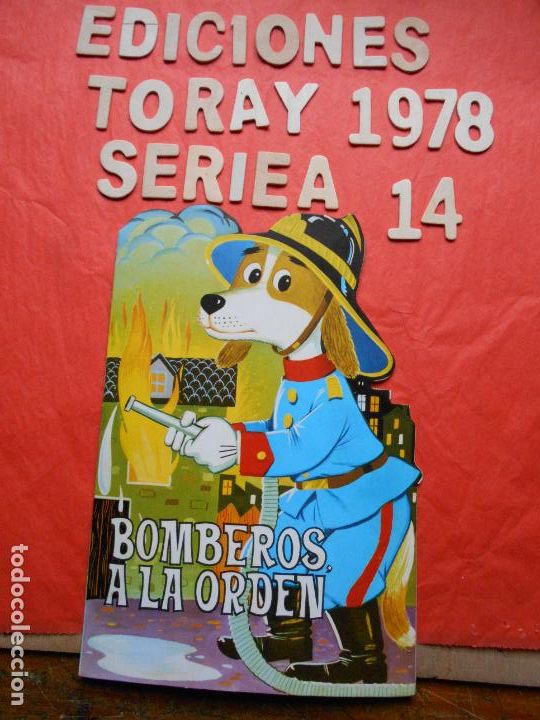 EDICIONES
TORAY 1978
SERIEA 14
BOMBEROS,
A LA ORDEN
todocoleccion